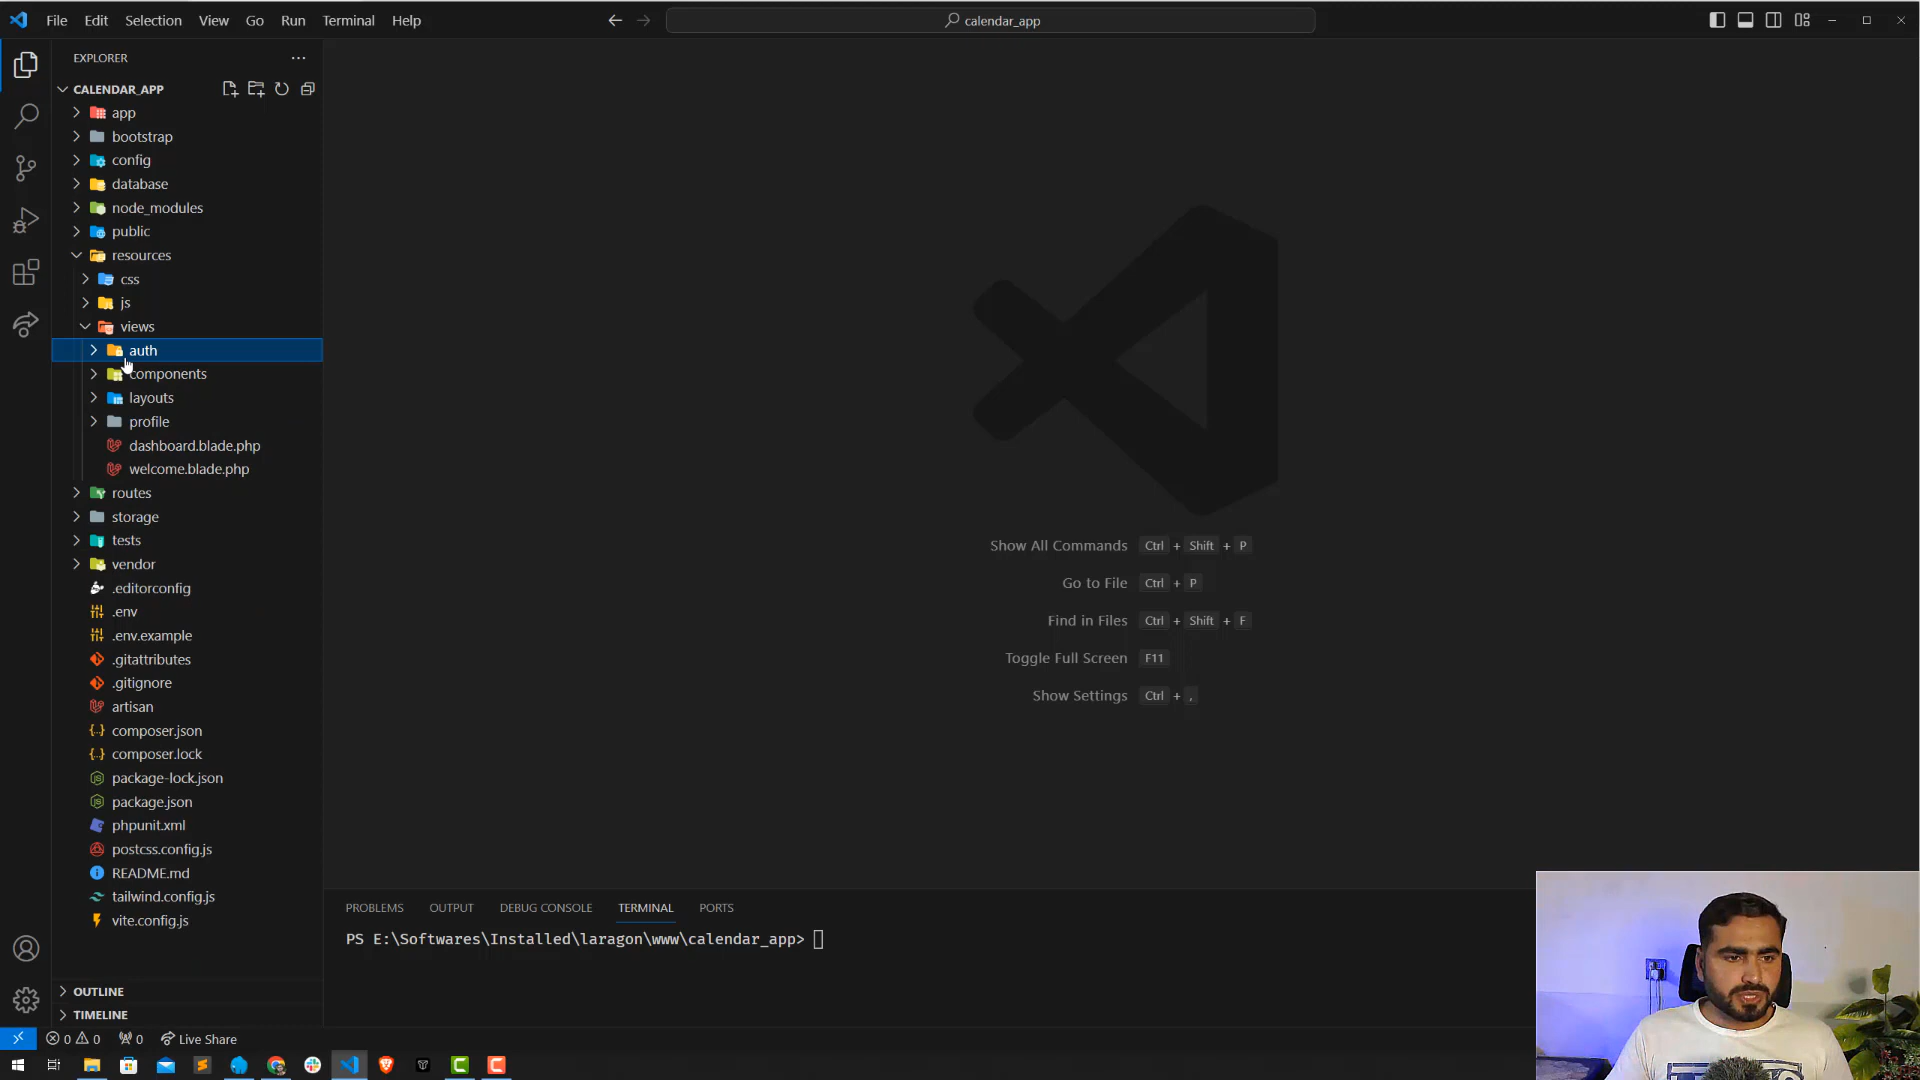 File Edit Selection View Go Run Terminal Help
calendar_app
EXPLORER
CALENDAR_APP
app
bootstrap
config
database
node_modules
public
resources
css
js
views
auth
components
layouts
profile
dashboard.blade.php
welcome.blade.php
routes
storage
tests
vendor
.editorconfig
.env
.env.example
.gitattributes
.gitignore
artisan
composer.json
composer.lock
package-lock.json
package.json
phpunit.xml
postcss.config.js
README.md
tailwind.config.js
vite.config.js
OUTLINE
TIMELINE
Show All Commands Ctrl + Shift + P
Go to File Ctrl + P
Find in Files Ctrl + Shift + F
Toggle Full Screen F11
Show Settings Ctrl + ,
PROBLEMS OUTPUT DEBUG CONSOLE TERMINAL PORTS
PS E:\Softwares\Installed\laragon\www\calendar_app>
0 0 0 Live Share